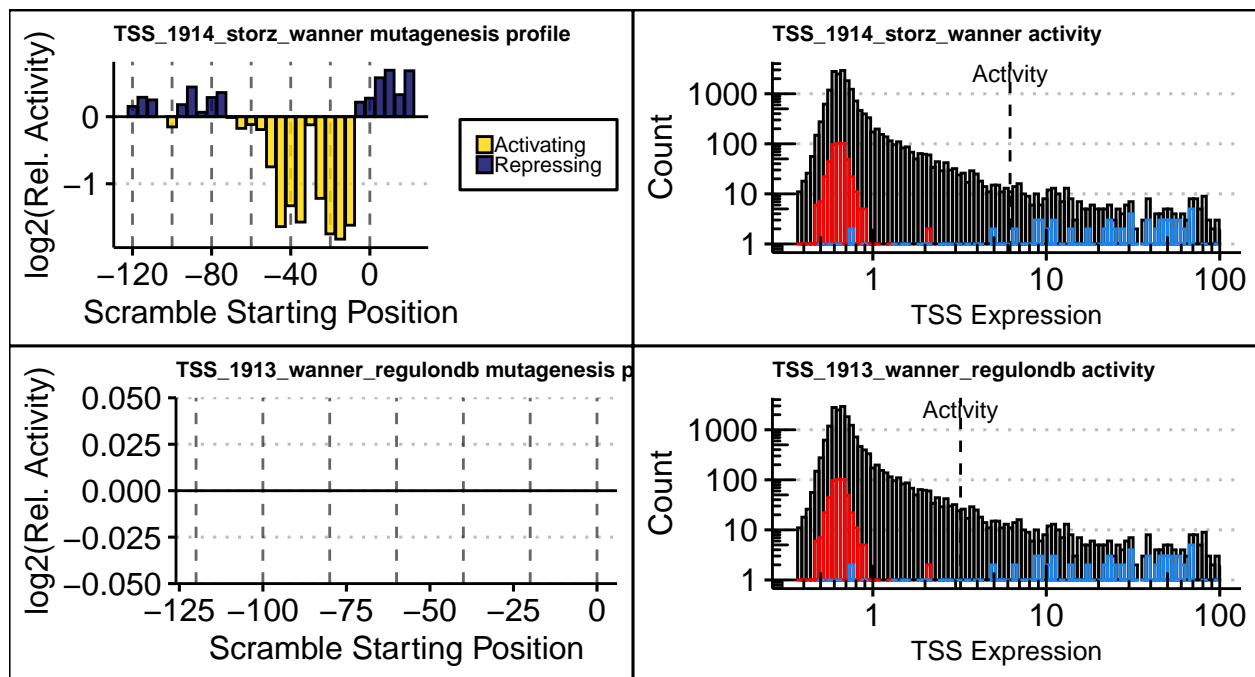 TSS_1914_storz_wanner mutagenesis profile
log2(Rel. Activity)
0
−1
−120 −80 −40 0
Scramble Starting Position
Activating
Repressing
TSS_1914_storz_wanner activity
Activity
Count
1000
100
10
1
1 10 100
TSS Expression
TSS_1913_wanner_regulondb mutagenesis p
log2(Rel. Activity)
0.050
0.025
0.000
−0.025
−0.050
−125 −100 −75 −50 −25 0
Scramble Starting Position
TSS_1913_wanner_regulondb activity
Activity
Count
1000
100
10
1
1 10 100
TSS Expression